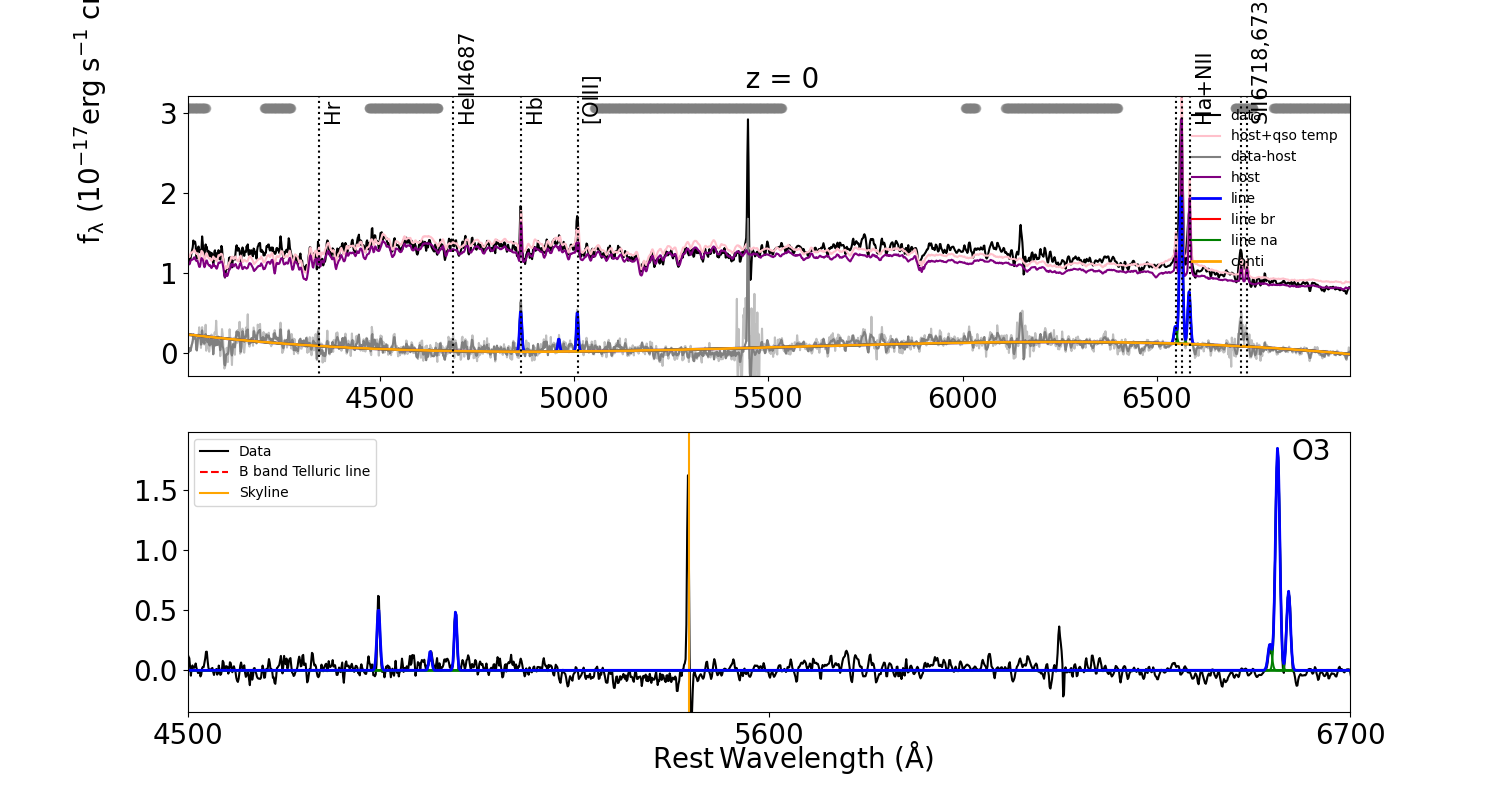 z = 0
fλ (10−17erg s−1 c
Hr
HeII4687
Hb
[OIII]
Ha+NII
SII6718,673
data
host+qso temp
data-host
host
line
line br
line na
conti
3
2
1
0
4500
5000
5500
6000
6500
Data
B band Telluric line
Skyline
O3
1.5
1.0
0.5
0.0
4500
5600
6700
Rest Wavelength (Å)